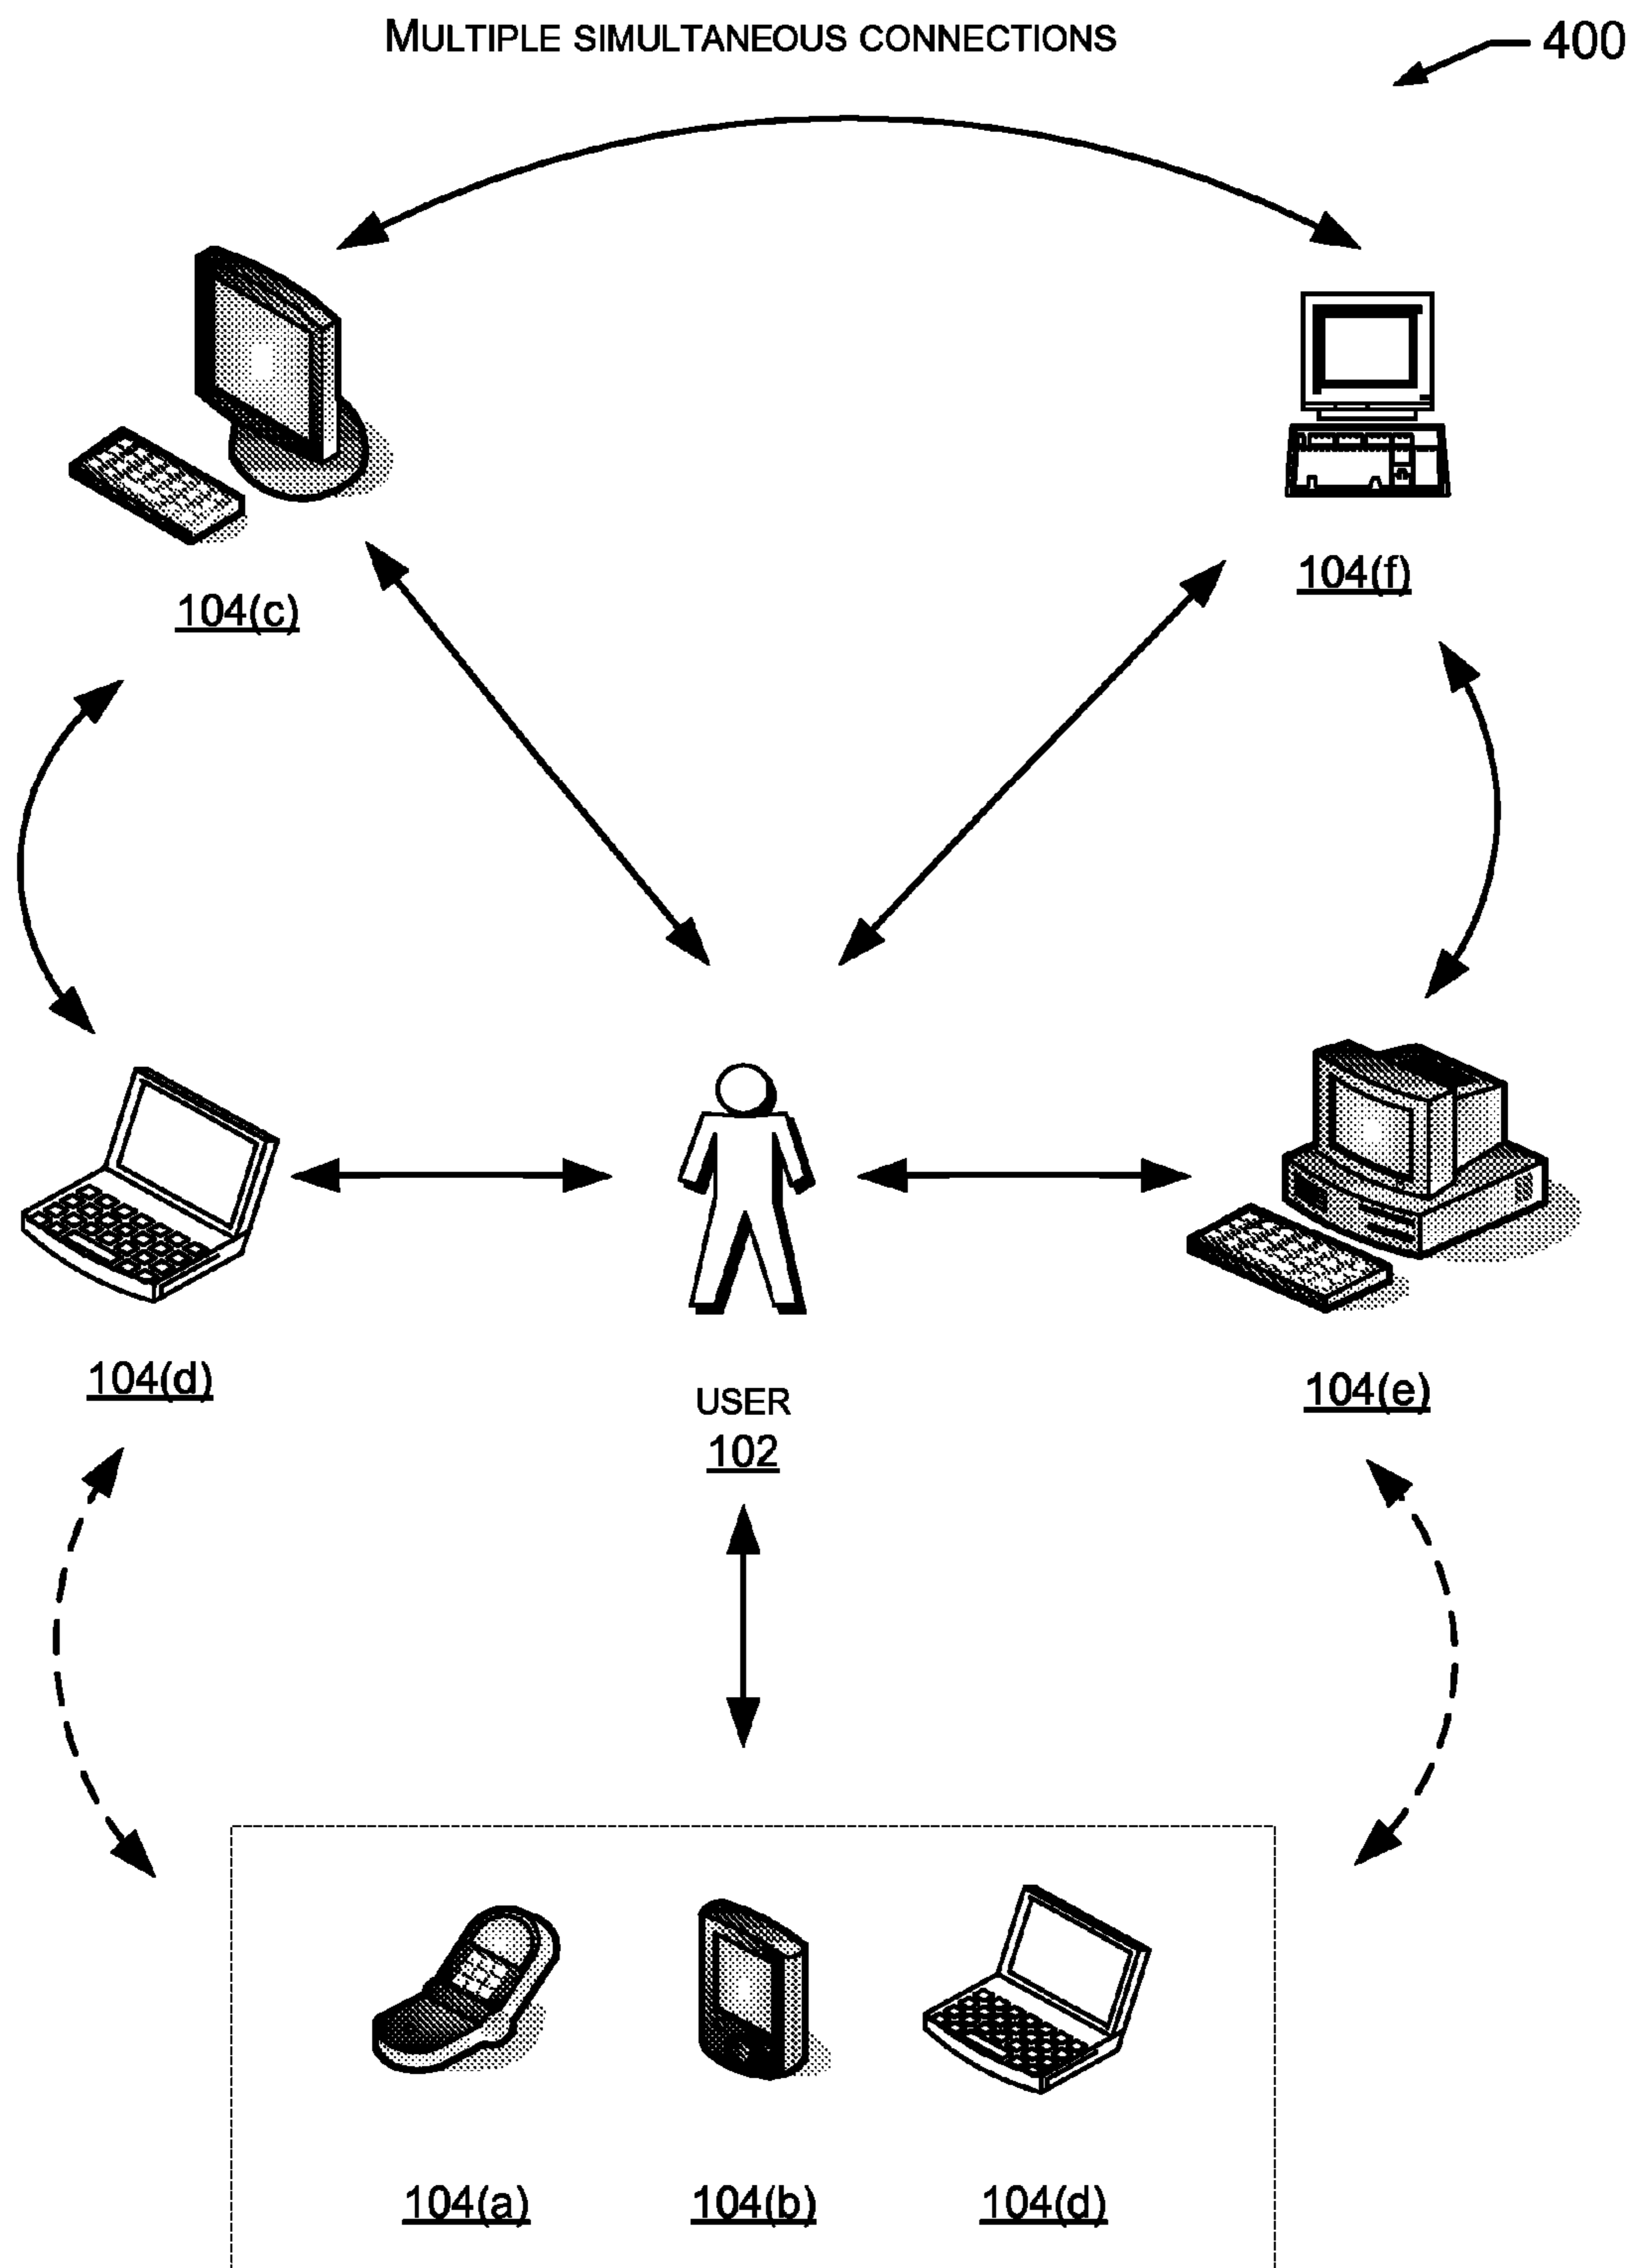 MULTIPLE SIMULTANEOUS CONNECTIONS
400
104(c)
104(f)
104(d)
USER
102
104(e)
104(a)
104(b)
104(d)